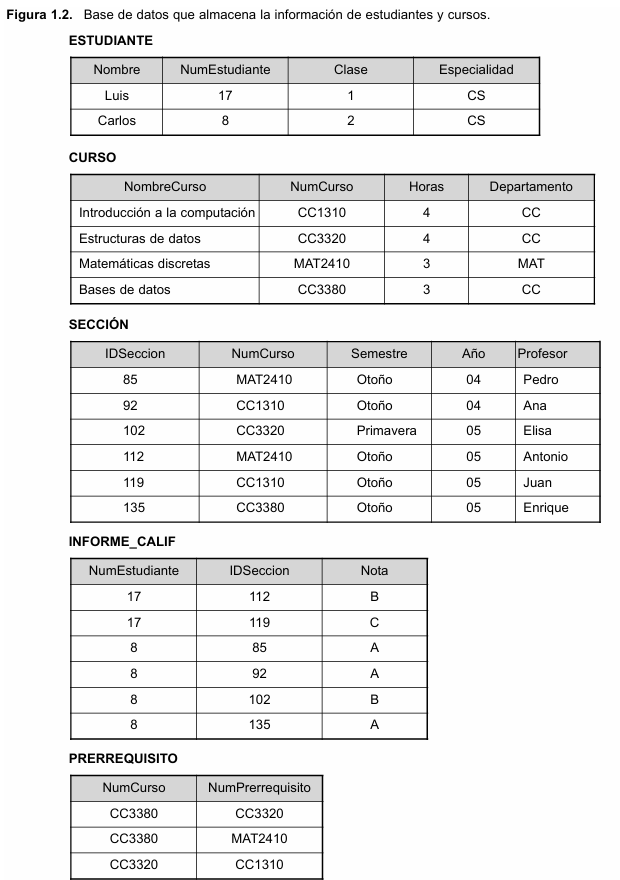 Figura 1.2. Base de datos que almacena la información de estudiantes y cursos.
ESTUDIANTE
Nombre NumEstudiante Clase Especialidad
Luis 17 1 CS
Carlos 8 2 CS
CURSO
NombreCurso NumCurso Horas Departamento
Introducción a la computación CC1310 4 CC
Estructuras de datos CC3320 4 CC
Matemáticas discretas MAT2410 3 MAT
Bases de datos CC3380 3 CC
SECCIÓN
IDSeccion NumCurso Semestre Año Profesor
85 MAT2410 Otoño 04 Pedro
92 CC1310 Otoño 04 Ana
102 CC3320 Primavera 05 Elisa
112 MAT2410 Otoño 05 Antonio
119 CC1310 Otoño 05 Juan
135 CC3380 Otoño 05 Enrique
INFORME_CALIF
NumEstudiante IDSeccion Nota
17 112 B
17 119 C
8 85 A
8 92 A
8 102 B
8 135 A
PRERREQUISITO
NumCurso NumPrerrequisito
CC3380 CC3320
CC3380 MAT2410
CC3320 CC1310